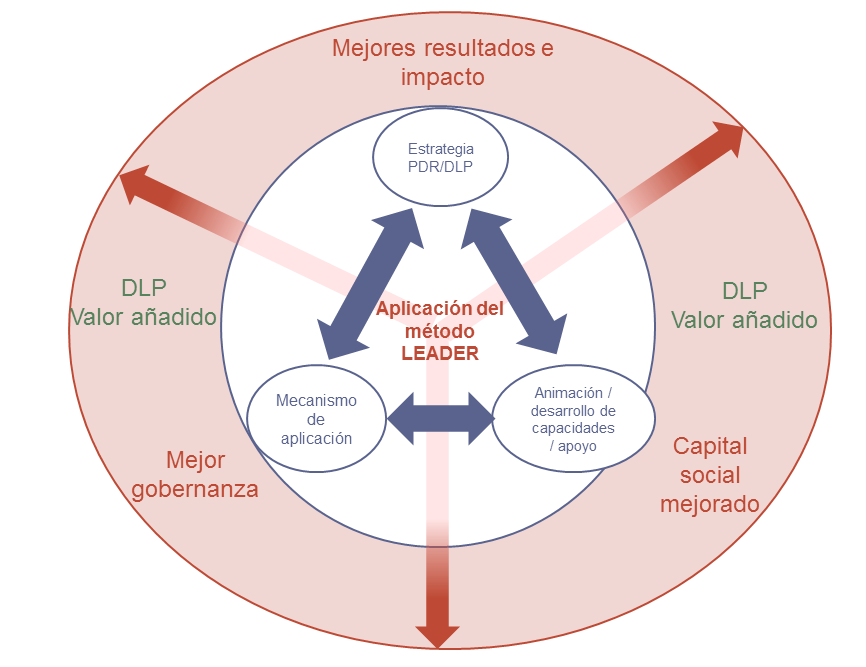 Mejores resultados e
impacto
Estrategia
PDR/DLP
DLP
Valor añadido
Aplicación del
método
LEADER
DLP
Valor añadido
Mecanismo
de
aplicación
Animación /
desarrollo de
capacidades
/ apoyo
Mejor
gobernanza
Capital
social
mejorado